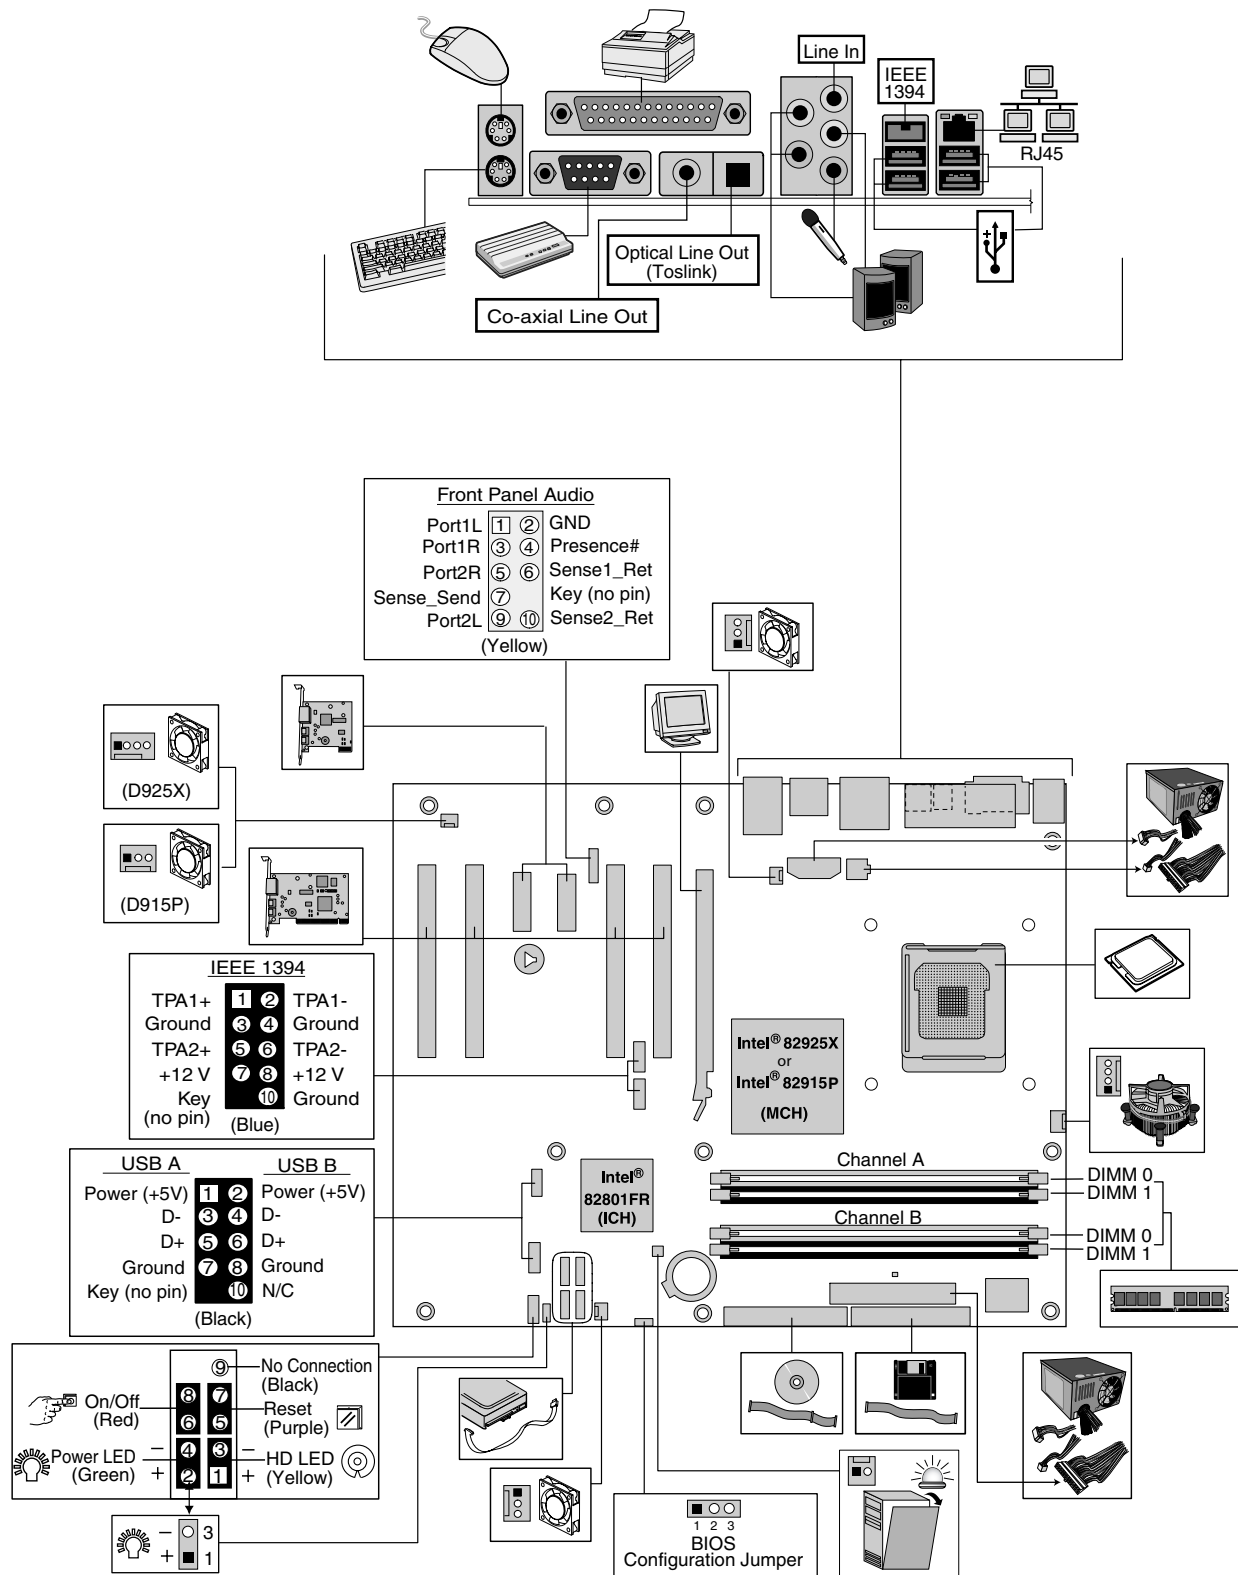 Line In
IEEE
1394
RJ45
Optical Line Out
(Toslink)
Co-axial Line Out
Front Panel Audio
Port1L 1 2 GND
Port1R 3 4 Presence#
Port2R 5 6 Sense1_Ret
Sense_Send 7 Key (no pin)
Port2L 9 10 Sense2_Ret
(Yellow)
(D925X)
(D915P)
IEEE 1394
TPA1+ 1 2 TPA1-
Ground 3 4 Ground
TPA2+ 5 6 TPA2-
+12 V 7 8 +12 V
Key
(no pin) 10 Ground
(Blue)
Intel® 82925X
or
Intel® 82915P
(MCH)
USB A USB B
Power (+5V) 1 2 Power (+5V)
D- 3 4 D-
D+ 5 6 D+
Ground 7 8 Ground
Key (no pin) 10 N/C
(Black)
Intel®
82801FR
(ICH)
Channel A
DIMM 0
DIMM 1
Channel B
DIMM 0
DIMM 1
9 No Connection
(Black)
8 7
On/Off
(Red)
Reset
(Purple)
6 5
4 3
Power LED
(Green)
- +
HD LED
(Yellow)
- +
2 1
- 3
+ 1
1 2 3
BIOS
Configuration Jumper